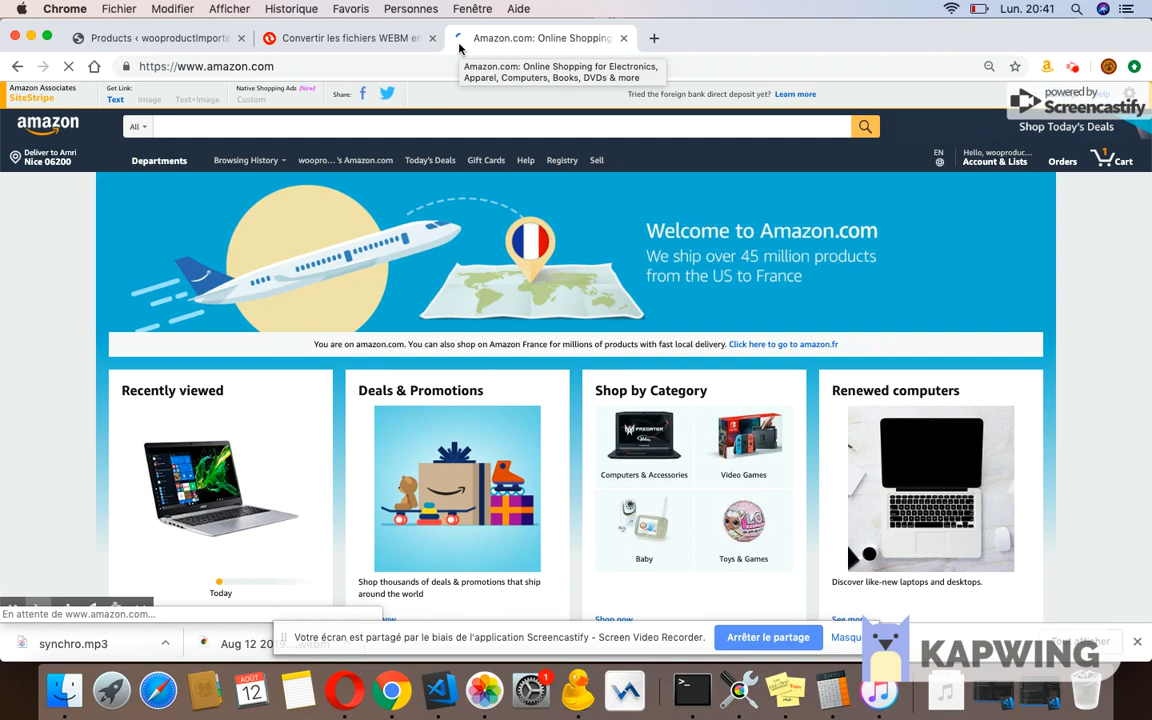 Chrome Fichier Modifier Afficher Historique Favoris Personnes Fenêtre Aide Lun. 20:41
Products ‹ wooproductImporte Convertir les fichiers WEBM en Amazon.com: Online Shopping
https://www.amazon.com
Amazon.com: Online Shopping for Electronics,
Apparel, Computers, Books, DVDs & more
Amazon Associates
SiteStripe
Get Link:
Text Image Text+Image
Native Shopping Ads (New)
Custom
Share:
Tried the foreign bank direct deposit yet? Learn more
powered by
Screencastify
amazon
All
Shop Today's Deals
Deliver to Amri
Nice 06200
Departments Browsing History woopro... 's Amazon.com Today's Deals Gift Cards Help Registry Sell
EN
Hello, wooproduc...
Account & Lists
Orders
1
Cart
Welcome to Amazon.com
We ship over 45 million products
from the US to France
You are on amazon.com. You can also shop on Amazon France for millions of products with fast local delivery. Click here to go to amazon.fr
Recently viewed
Today
Deals & Promotions
Shop thousands of deals & promotions that ship
around the world
Shop by Category
PREDATOR
Computers & Accessories
Video Games
Baby
Toys & Games
Renewed computers
Discover like-new laptops and desktops.
En attente de www.amazon.com...
synchro.mp3
Aug 12 20
Votre écran est partagé par le biais de l'application Screencastify - Screen Video Recorder.
Arrêter le partage
KAPWING
AOÛT
12
1